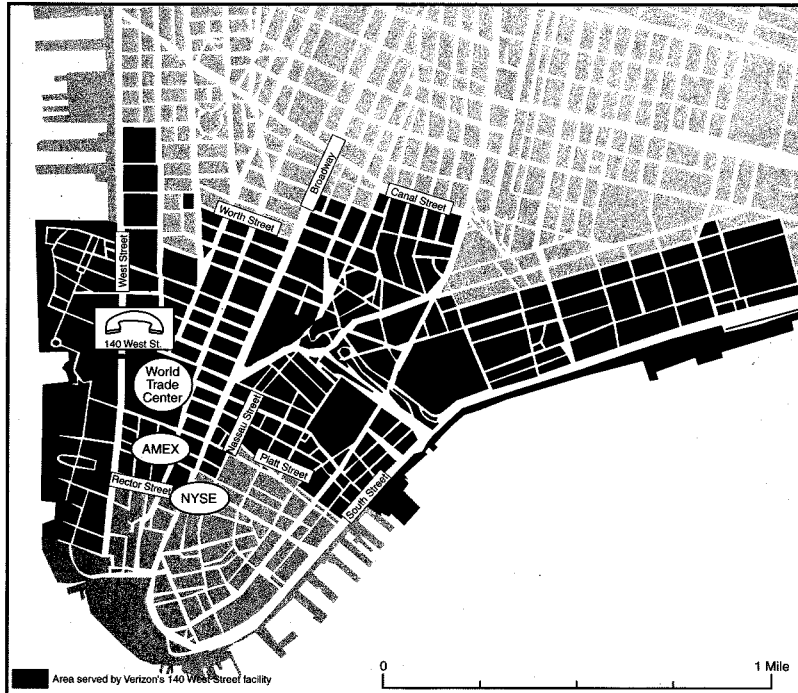 Broadway
Canal Street
Worth Street
West Street
140 West St.
World
Trade
Center
Nassau Street
AMEX
Platt Street
Rector Street
NYSE
South Street
0
1 Mile
Area served by Verizon's 140 West Street facility